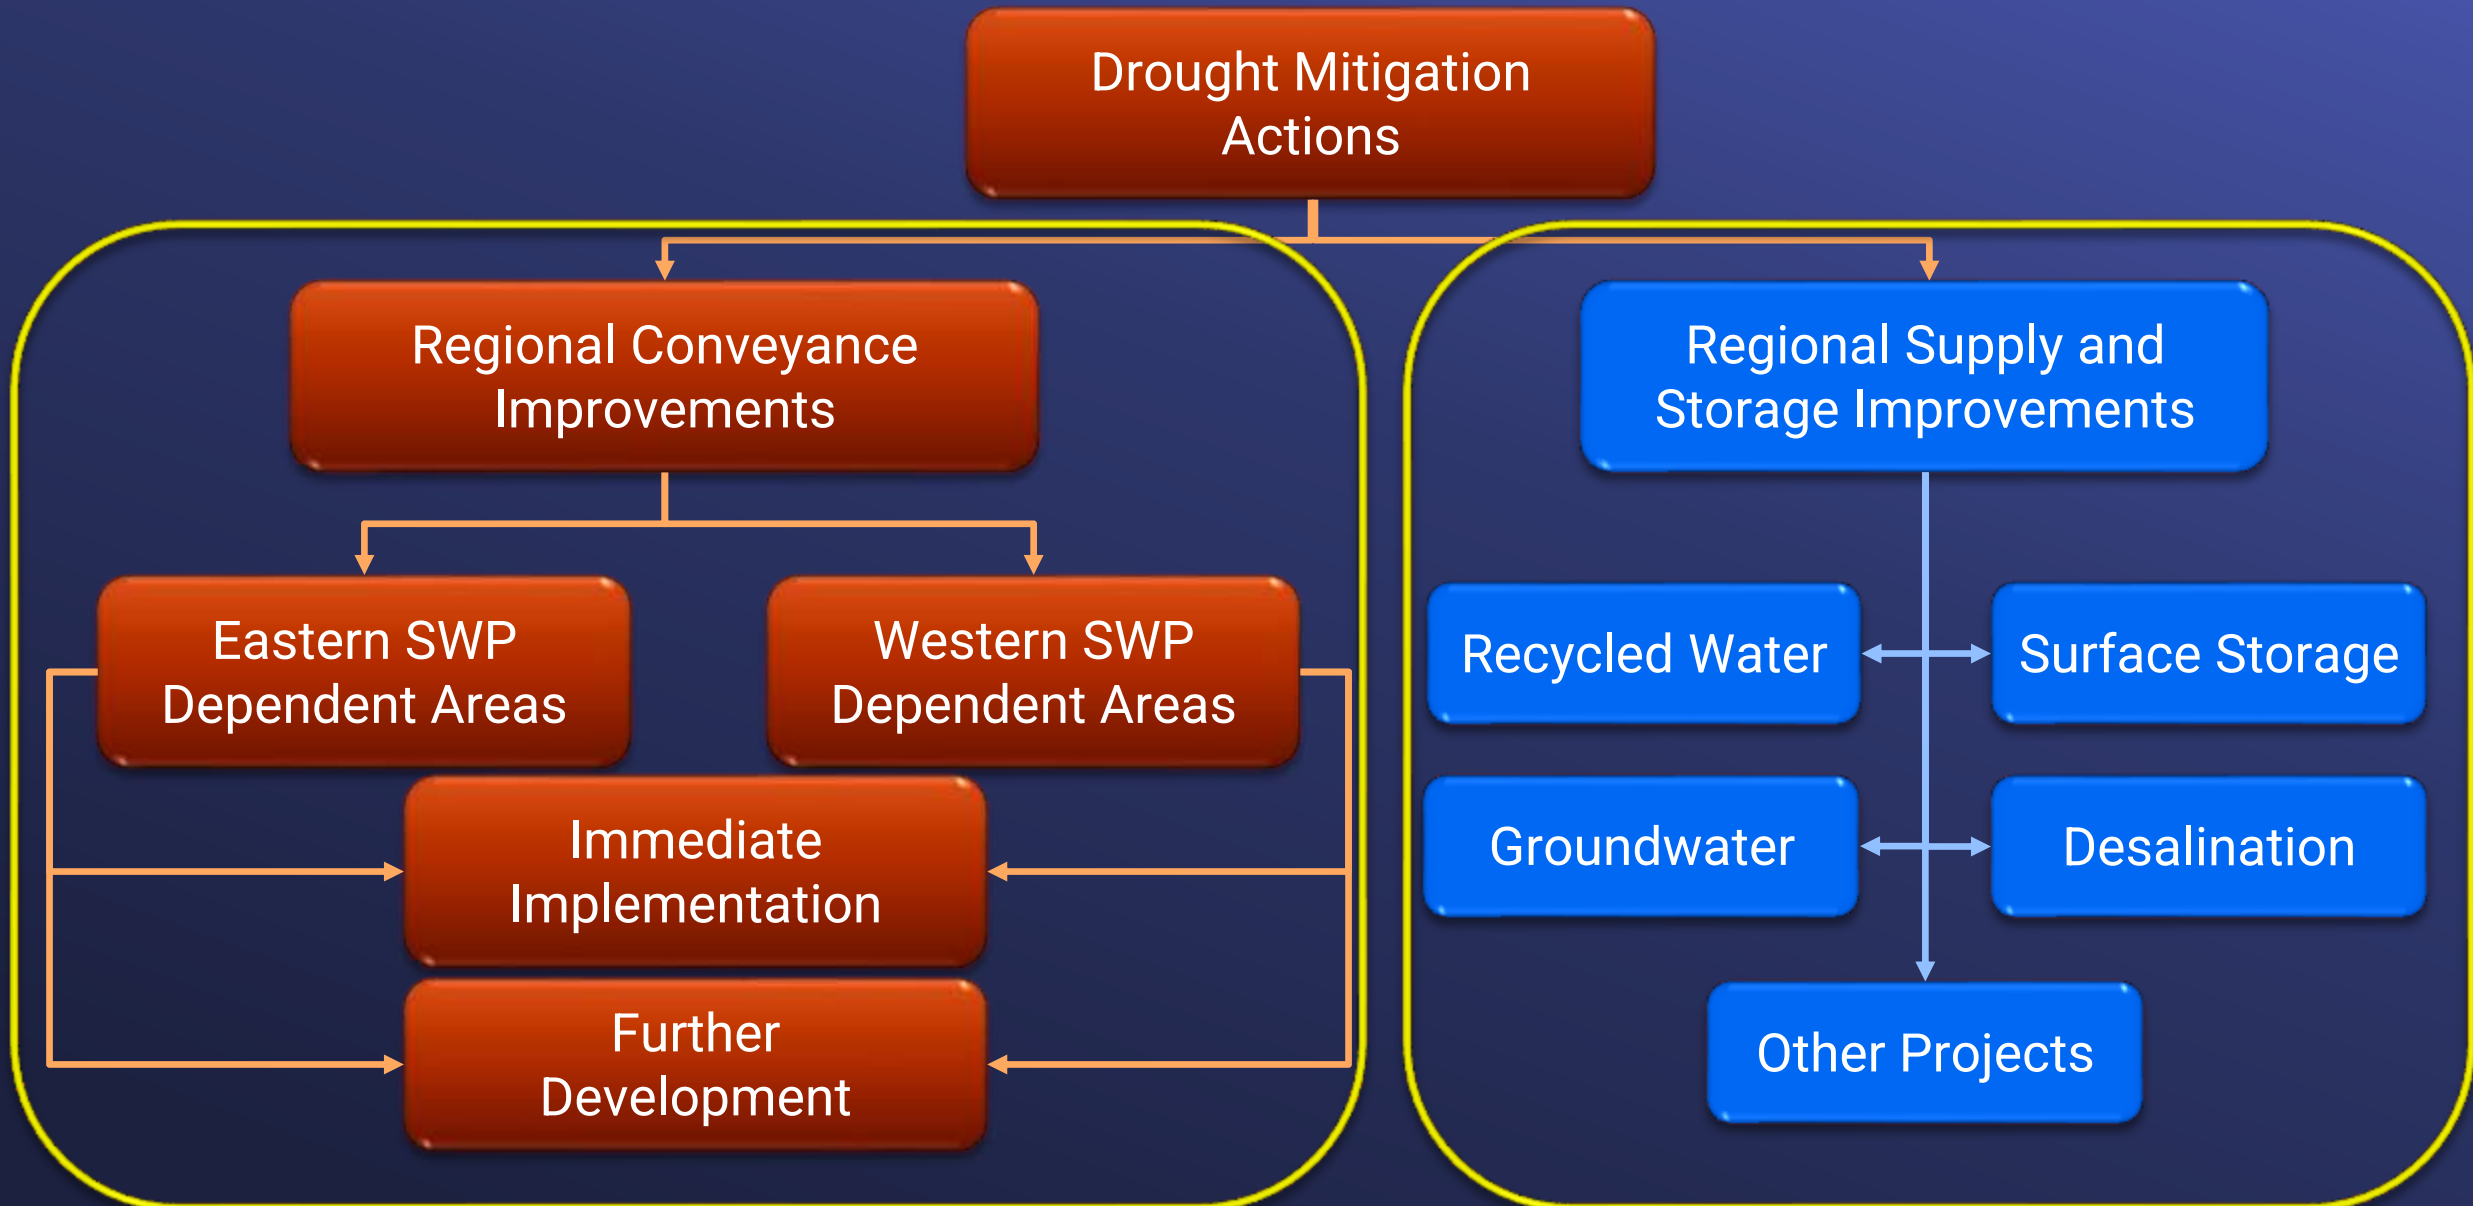 Drought Mitigation
Actions
Regional Conveyance
Improvements
Regional Supply and
Storage Improvements
Eastern SWP
Dependent Areas
Western SWP
Dependent Areas
Immediate
Implementation
Further
Development
Recycled Water
Surface Storage
Groundwater
Desalination
Other Projects